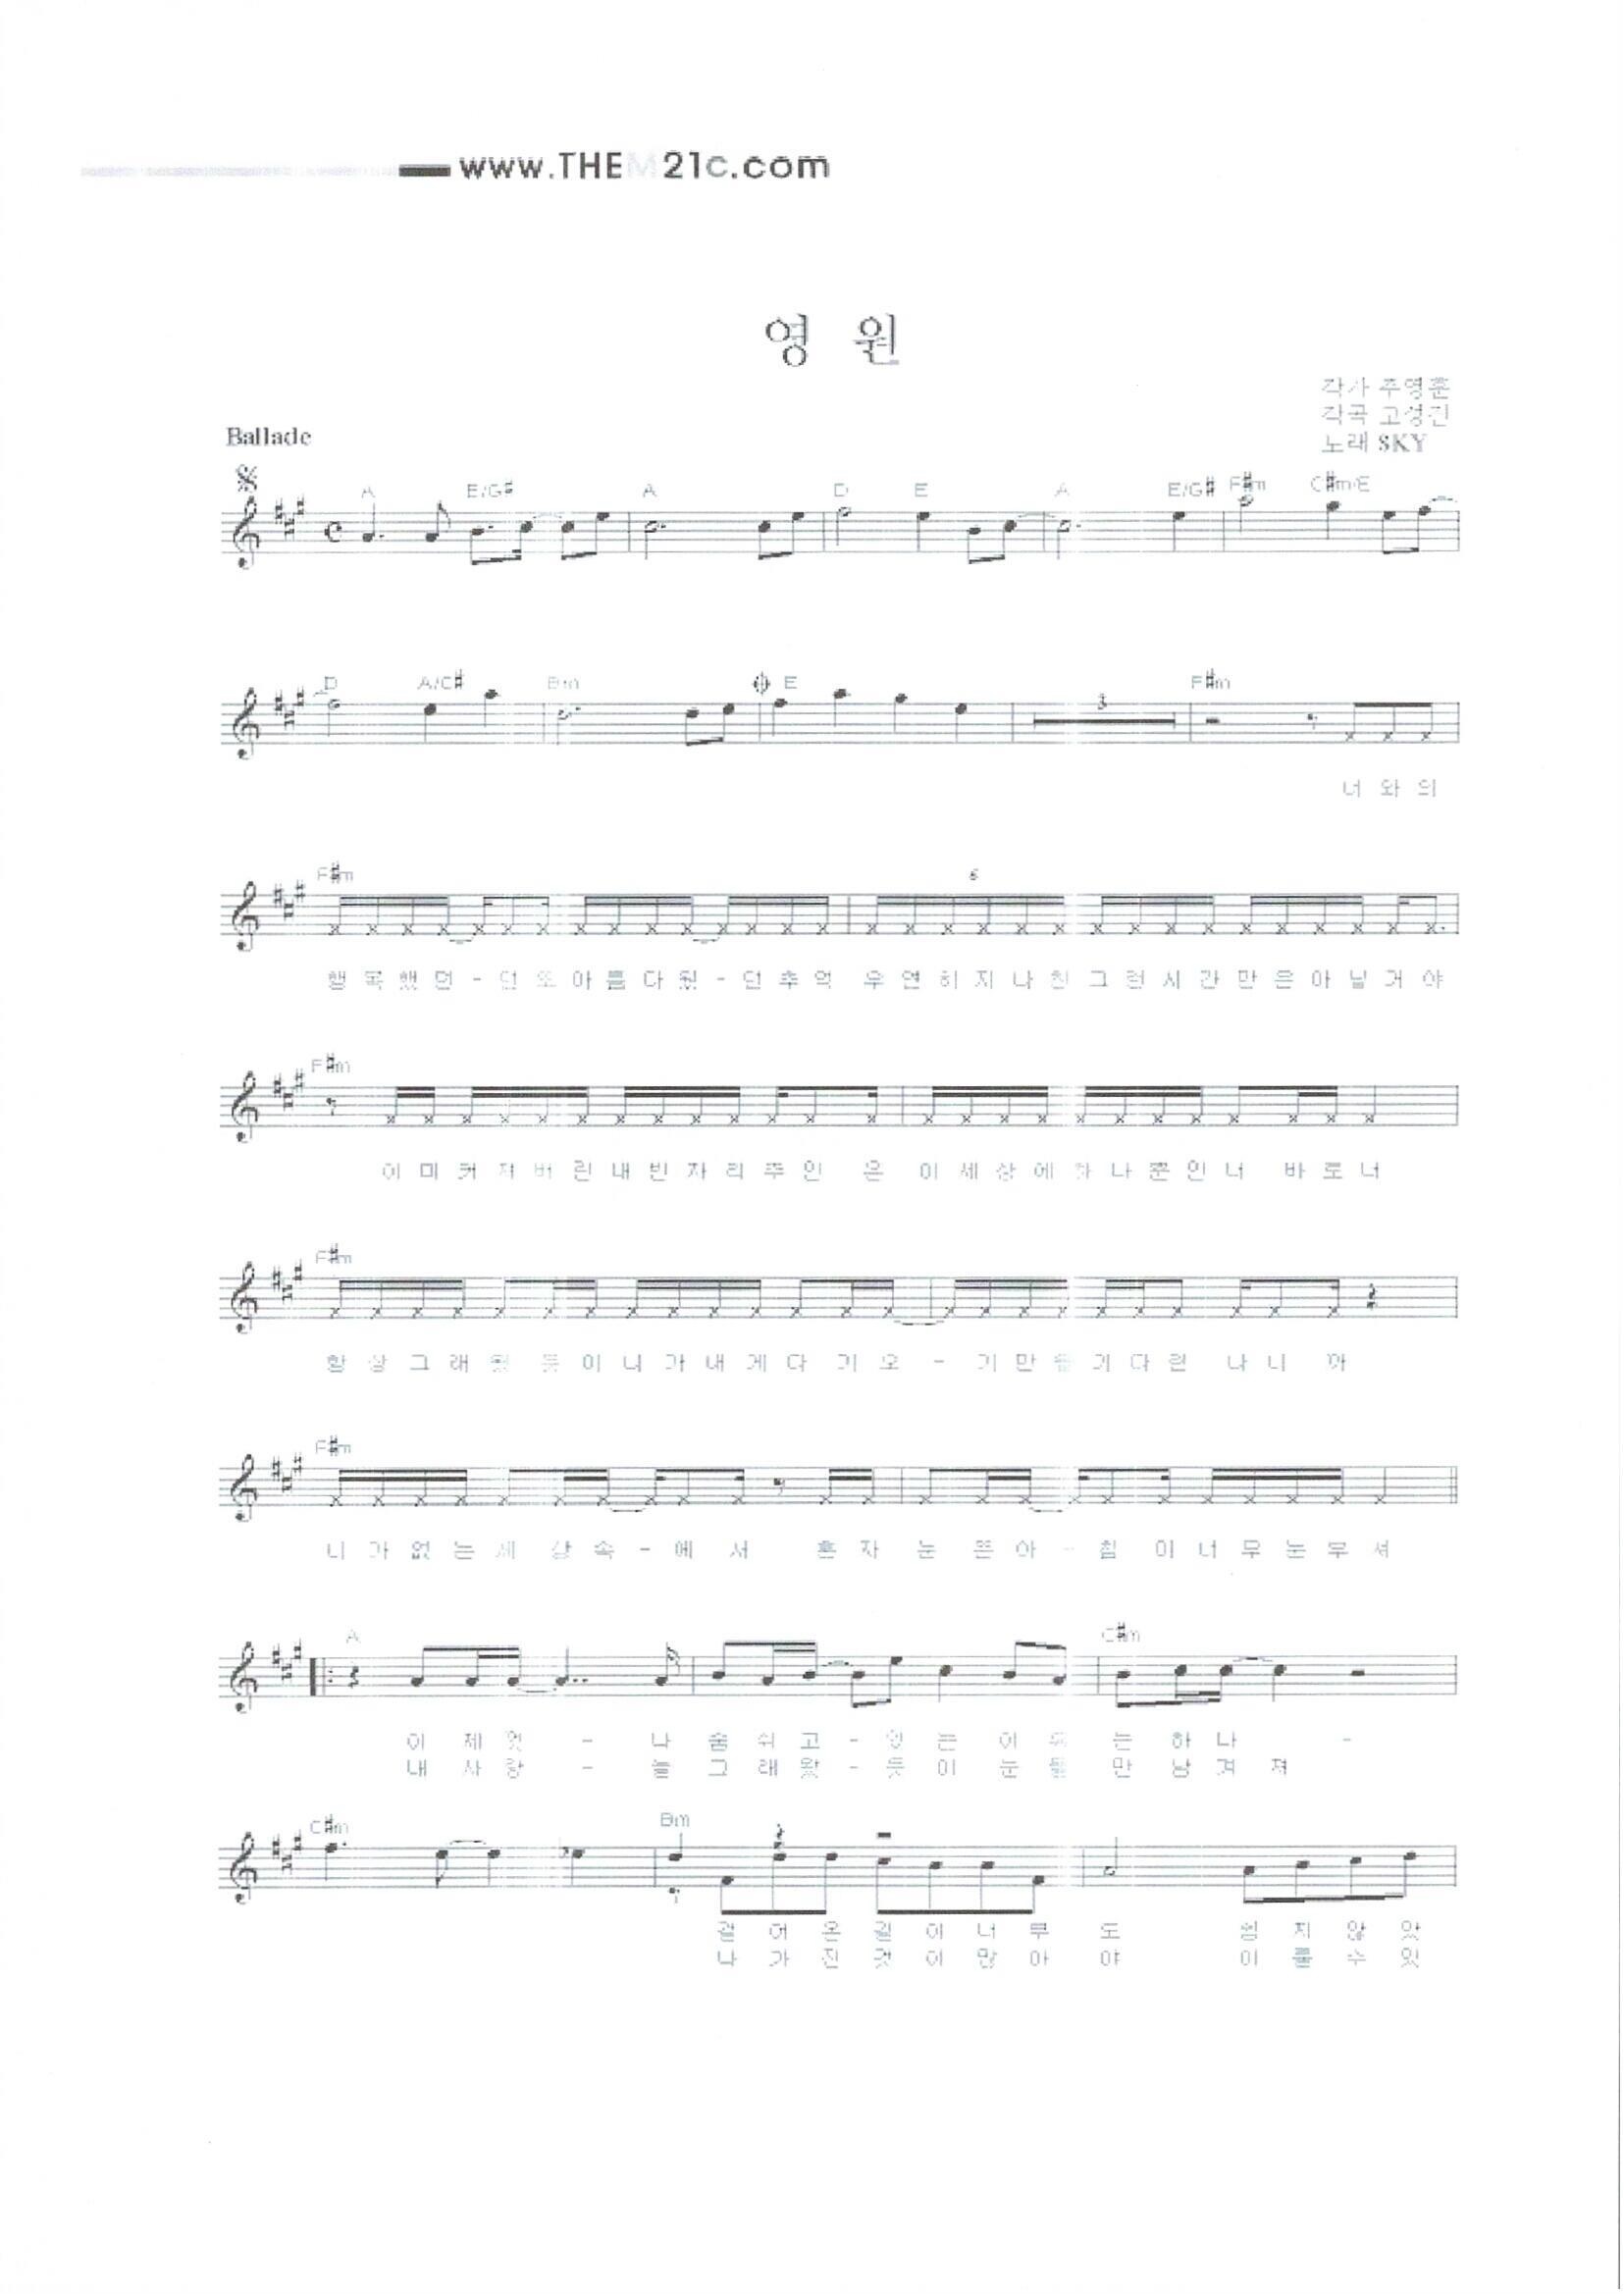 www.THEM21c.com
영 원
작사 주영훈
작곡 고성진
노래 SKY
Ballade
A E/G# A D E A E/G# F#m C#m/E
D A/C# Bm E 3 F#m
너 와 의
F#m 6
행 복 했 던 - 던 또 아 름 다 웠 - 던 추 억 우 연 히 지 나 친 그 런 시 간 만 은 아 닐 거 야
F#m
이 미 커 져 버 린 내 빈 자 리 주 인 은 이 세 상 에 하 나 뿐 인 너 바 로 너
F#m
항 상 그 래 왔 듯 이 니 가 내 게 다 기 오 - 기 만 을 기 다 린 나 니 까
F#m
니 가 없 는 세 상 속 - 에 서 혼 자 눈 뜬 아 - 침 이 너 무 눈 부 셔
A C#m
이 제 엇 - 나 숨 쉬 고 - 있 는 이 유 는 하 나 -
내 사 랑 - 늘 그 래 왔 - 듯 이 눈 물 만 남 겨 져
C#m Bm
걸 어 온 길 이 너 무 도 쉽 지 않 았
나 가 진 것 이 많 아 야 이 룰 수 있